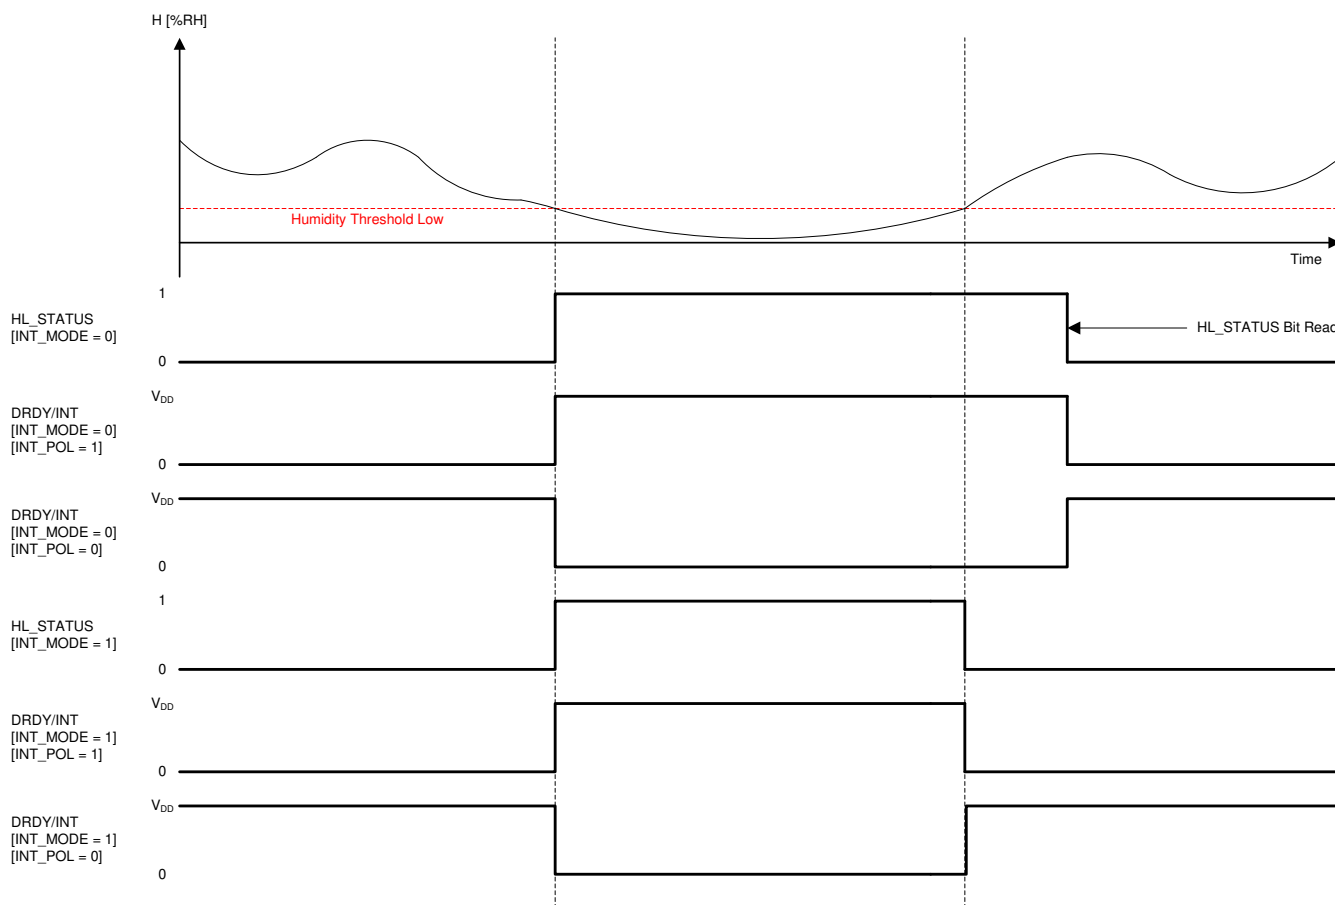 H [%RH]
Humidity Threshold Low
Time
1
HL_STATUS
[INT_MODE = 0]
HL_STATUS Bit Read
0
VDD
DRDY/INT
[INT_MODE = 0]
[INT_POL = 1]
0
VDD
DRDY/INT
[INT_MODE = 0]
[INT_POL = 0]
0
1
HL_STATUS
[INT_MODE = 1]
0
VDD
DRDY/INT
[INT_MODE = 1]
[INT_POL = 1]
0
VDD
DRDY/INT
[INT_MODE = 1]
[INT_POL = 0]
0